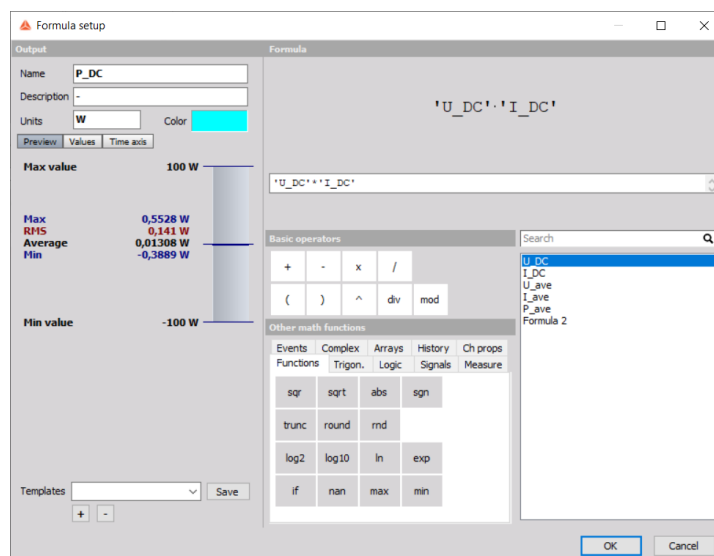 Formula setup
Output
Name P_DC
Description -
Units W Color
Preview Values Time axis
Max value 100 W
Max 0,5528 W
RMS 0,141 W
Average 0,01308 W
Min -0,3889 W
Min value -100 W
Templates Save
+ -
Formula
'U_DC'·'I_DC'
'U_DC'*'I_DC'
Basic operators
+ - x /
( ) ^ div mod
Other math functions
Events Complex Arrays History Ch props
Functions Trigon. Logic Signals Measure
sqr sqrt abs sgn
trunc round rnd
log2 log10 ln exp
if nan max min
Search
U_DC
I_DC
U_ave
I_ave
P_ave
Formula 2
OK Cancel